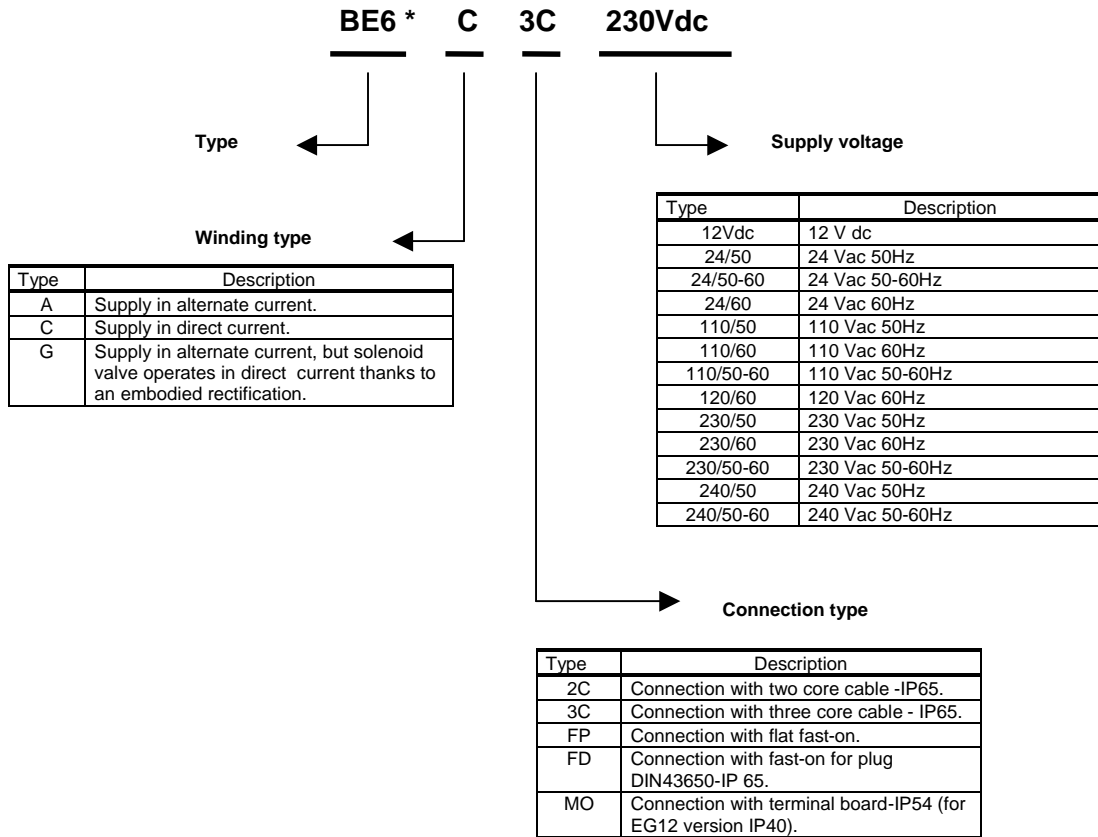 BE6 * C 3C 230Vdc
Type
Supply voltage
Type Description
12Vdc 12 V dc
24/50 24 Vac 50Hz
24/50-60 24 Vac 50-60Hz
24/60 24 Vac 60Hz
110/50 110 Vac 50Hz
110/60 110 Vac 60Hz
110/50-60 110 Vac 50-60Hz
120/60 120 Vac 60Hz
230/50 230 Vac 50Hz
230/60 230 Vac 60Hz
230/50-60 230 Vac 50-60Hz
240/50 240 Vac 50Hz
240/50-60 240 Vac 50-60Hz
Winding type
Type Description
A Supply in alternate current.
C Supply in direct current.
G Supply in alternate current, but solenoid
valve operates in direct current thanks to
an embodied rectification.
Connection type
Type Description
2C Connection with two core cable -IP65.
3C Connection with three core cable - IP65.
FP Connection with flat fast-on.
FD Connection with fast-on for plug
DIN43650-IP 65.
MO Connection with terminal board-IP54 (for
EG12 version IP40).